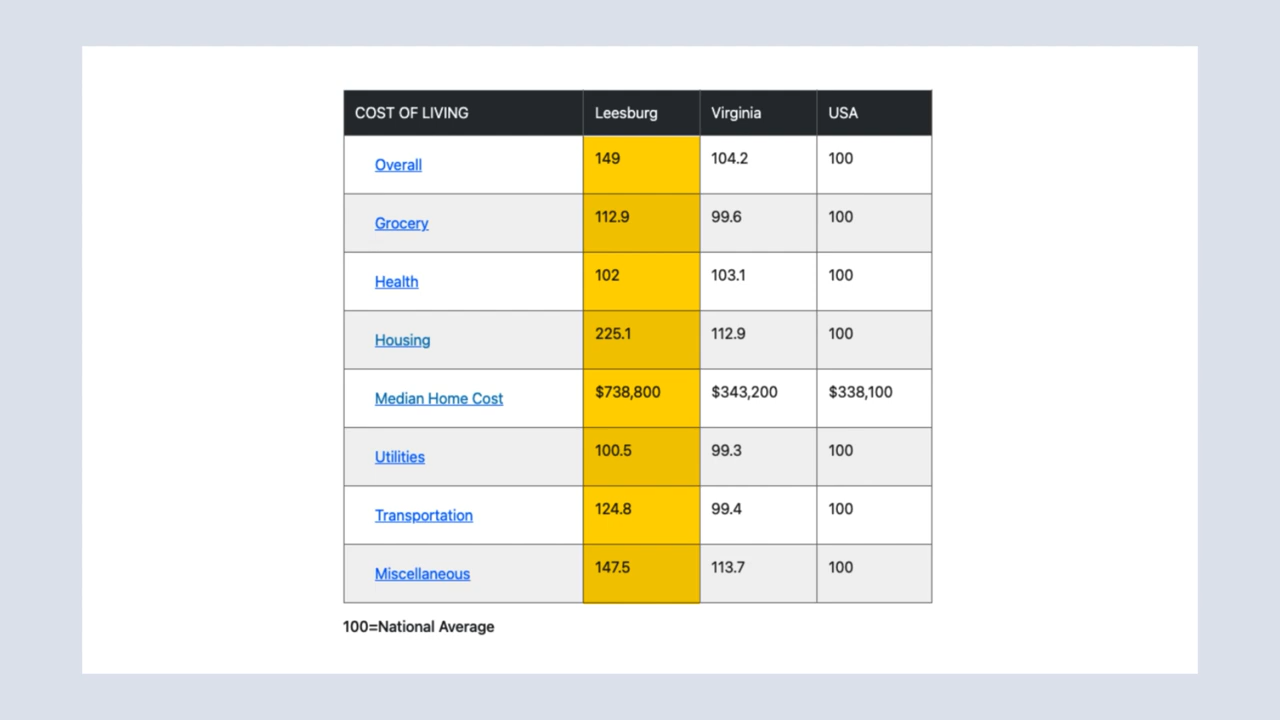 COST OF LIVING Leesburg Virginia USA
Overall 149 104.2 100
Grocery 112.9 99.6 100
Health 102 103.1 100
Housing 225.1 112.9 100
Median Home Cost $738,800 $343,200 $338,100
Utilities 100.5 99.3 100
Transportation 124.8 99.4 100
Miscellaneous 147.5 113.7 100
100=National Average